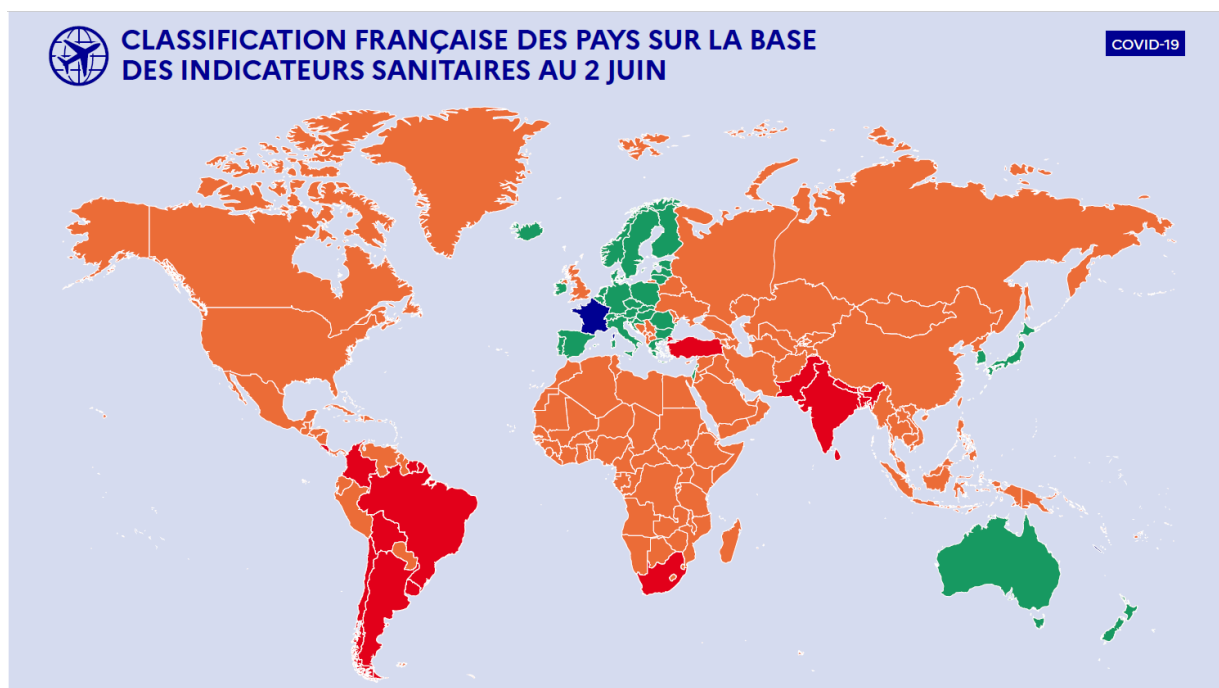 CLASSIFICATION FRANÇAISE DES PAYS SUR LA BASE
DES INDICATEURS SANITAIRES AU 2 JUIN
COVID-19